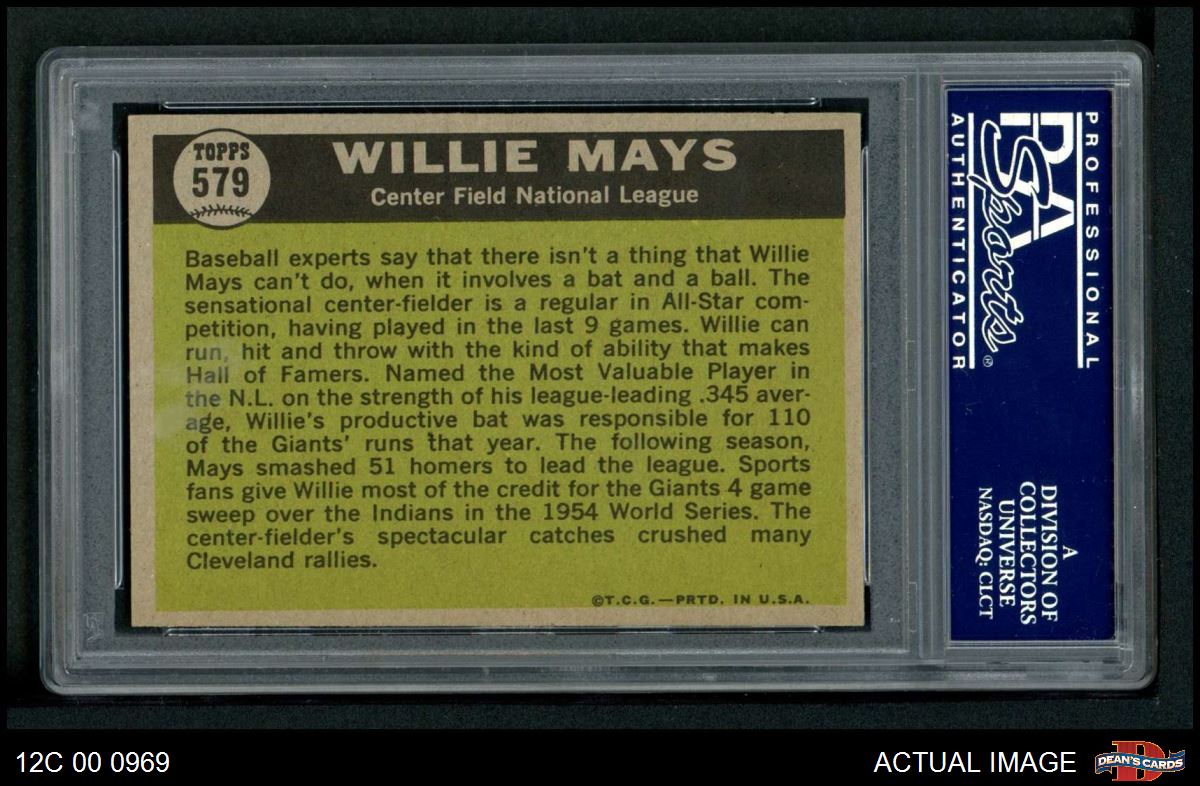 TOPPS
579
WILLIE MAYS
Center Field National League
Baseball experts say that there isn't a thing that Willie
Mays can't do, when it involves a bat and a ball. The
sensational center-fielder is a regular in All-Star com-
petition, having played in the last 9 games. Willie can
run, hit and throw with the kind of ability that makes
Hall of Famers. Named the Most Valuable Player in
the N.L. on the strength of his league-leading .345 aver-
age, Willie's productive bat was responsible for 110
of the Giants' runs that year. The following season,
Mays smashed 51 homers to lead the league. Sports
fans give Willie most of the credit for the Giants 4 game
sweep over the Indians in the 1954 World Series. The
center-fielder's spectacular catches crushed many
Cleveland rallies.
©T.C.G.—PRTD. IN U.S.A.
PROFESSIONAL
PSA
Sports®
AUTHENTICATOR
A
DIVISION OF
COLLECTORS
UNIVERSE
NASDAQ: CLCT
12C 00 0969
ACTUAL IMAGE
D
DEAN'S CARDS